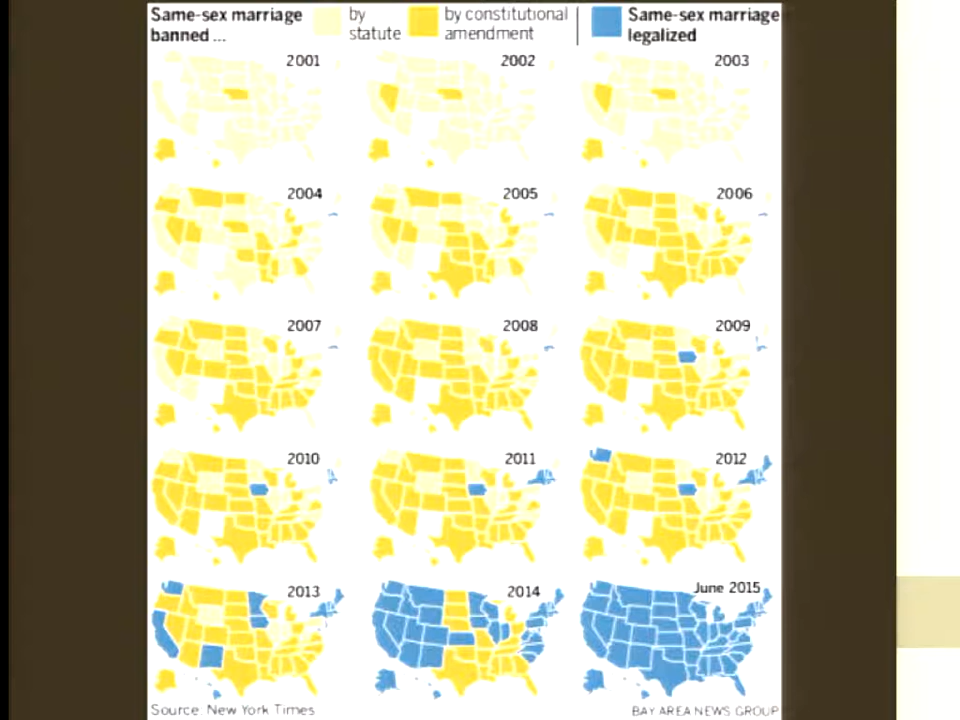 Same-sex marriage
banned ...
by
statute
by constitutional
amendment
Same-sex marriage
legalized
2001
2002
2003
2004
2005
2006
2007
2008
2009
2010
2011
2012
2013
2014
June 2015
Source: New York Times
BAY AREA NEWS GROUP